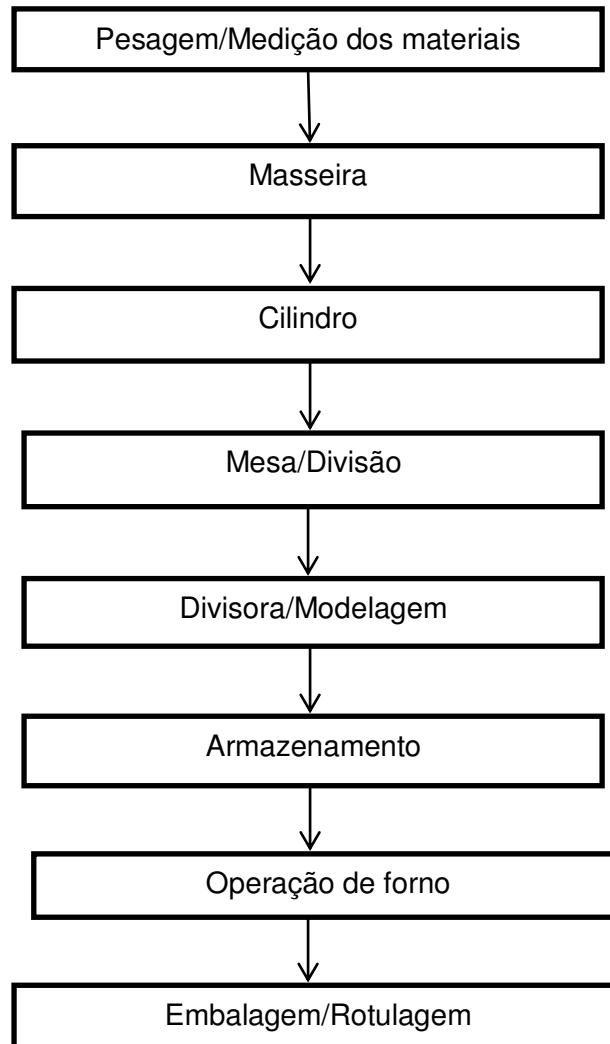 Pesagem/Medição dos materiais
Masseira
Cilindro
Mesa/Divisão
Divisora/Modelagem
Armazenamento
Operação de forno
Embalagem/Rotulagem